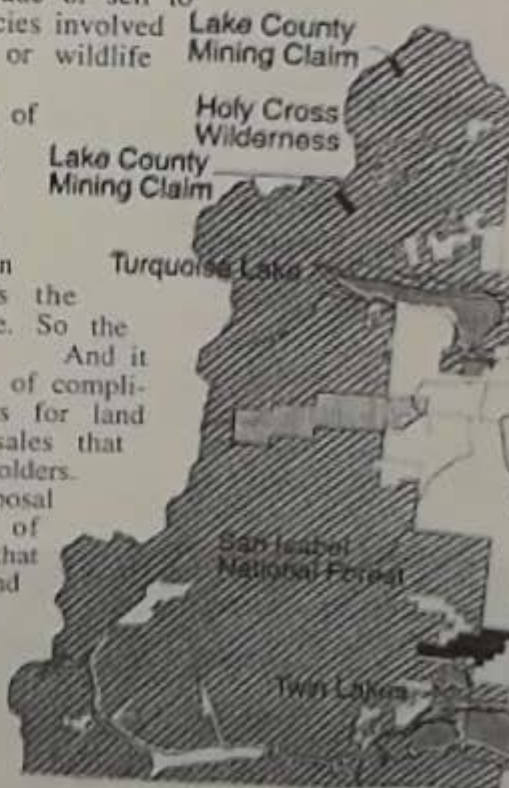 cies involved
or wildlife
of
n
s the
e. So the
And it
of compli-
s for land
sales that
olders.
posal
of
that
nd
Lake County
Mining Claim
Holy Cross
Wilderness
Lake County
Mining Claim
Turquoise Lake
San Isabel
National Forest
Twin Lakes